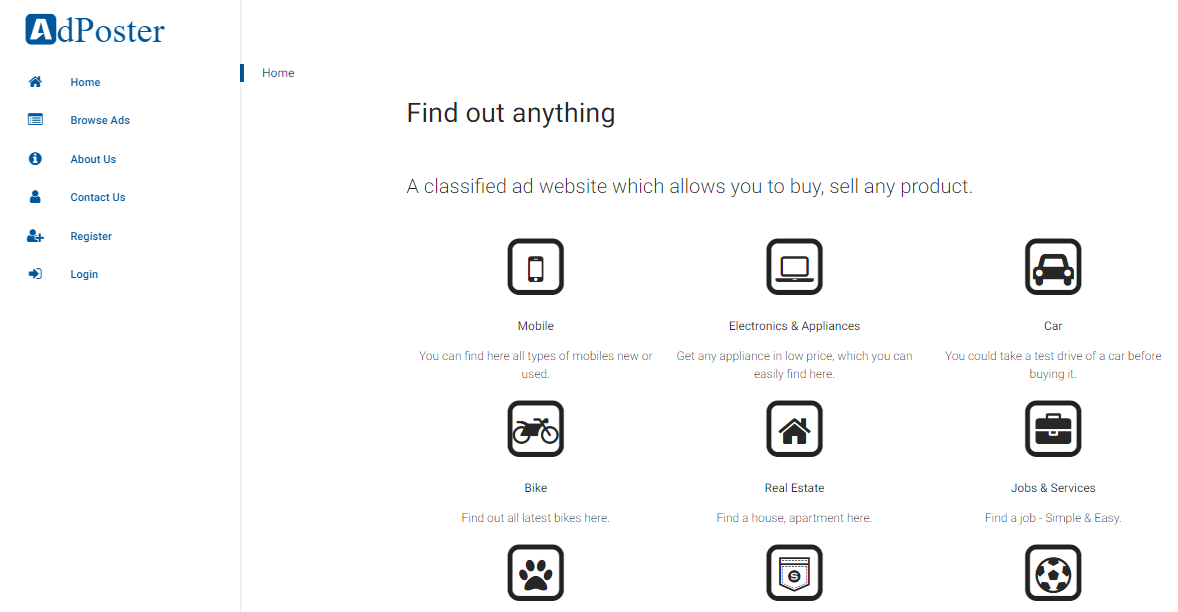 AdPoster
Home
Browse Ads
About Us
Contact Us
Register
Login
Home
Find out anything
A classified ad website which allows you to buy, sell any product.
Mobile
You can find here all types of mobiles new or
used.
Electronics & Appliances
Get any appliance in low price, which you can
easily find here.
Car
You could take a test drive of a car before
buying it.
Bike
Find out all latest bikes here.
Real Estate
Find a house, apartment here.
Jobs & Services
Find a job - Simple & Easy.
S